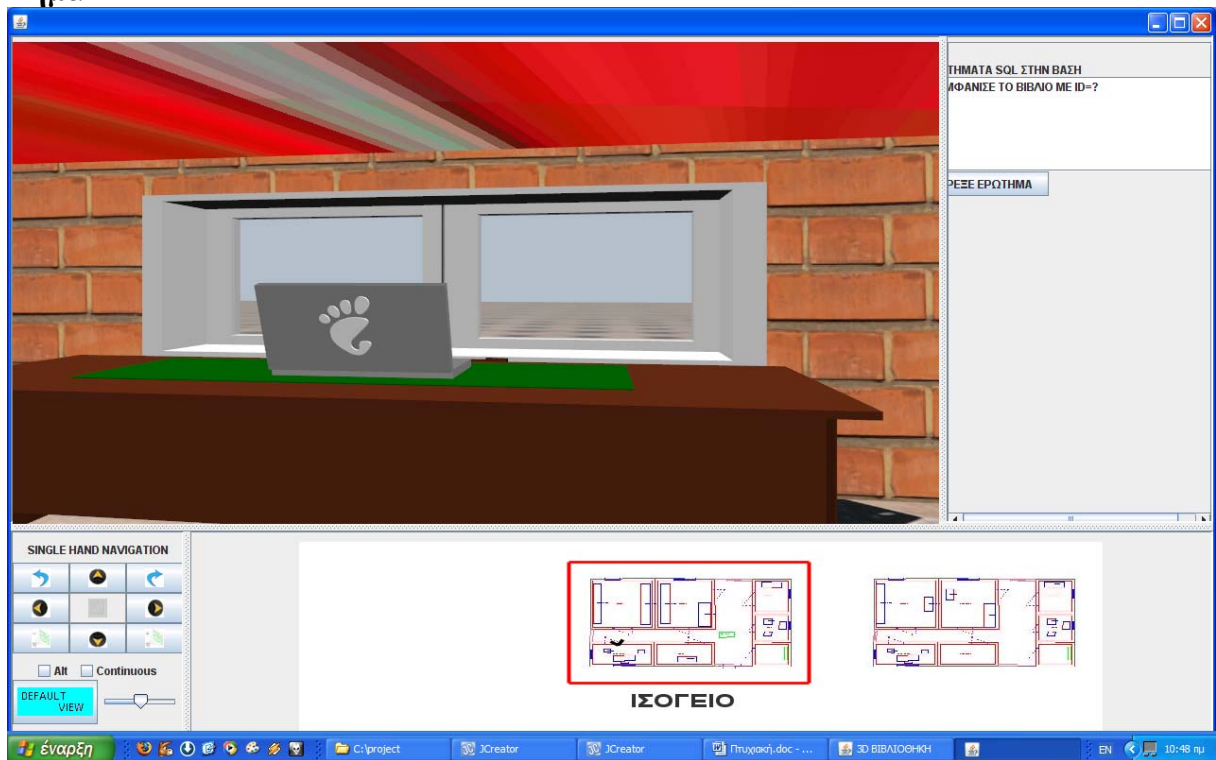 ΤΗΜΑΤΑ SQL ΣΤΗΝ ΒΑΣΗ
ΜΦΑΝΙΣΕ ΤΟ ΒΙΒΛΙΟ ΜΕ ID=?
ΡΕΞΕ ΕΡΩΤΗΜΑ
SINGLE HAND NAVIGATION
Alt
Continuous
DEFAULT
VIEW
ΙΣΟΓΕΙΟ
έναρξη
C:\project
JCreator
JCreator
Πτυχιακή.doc - ...
3D ΒΙΒΛΙΟΘΗΚΗ
EN
10:48 πμ